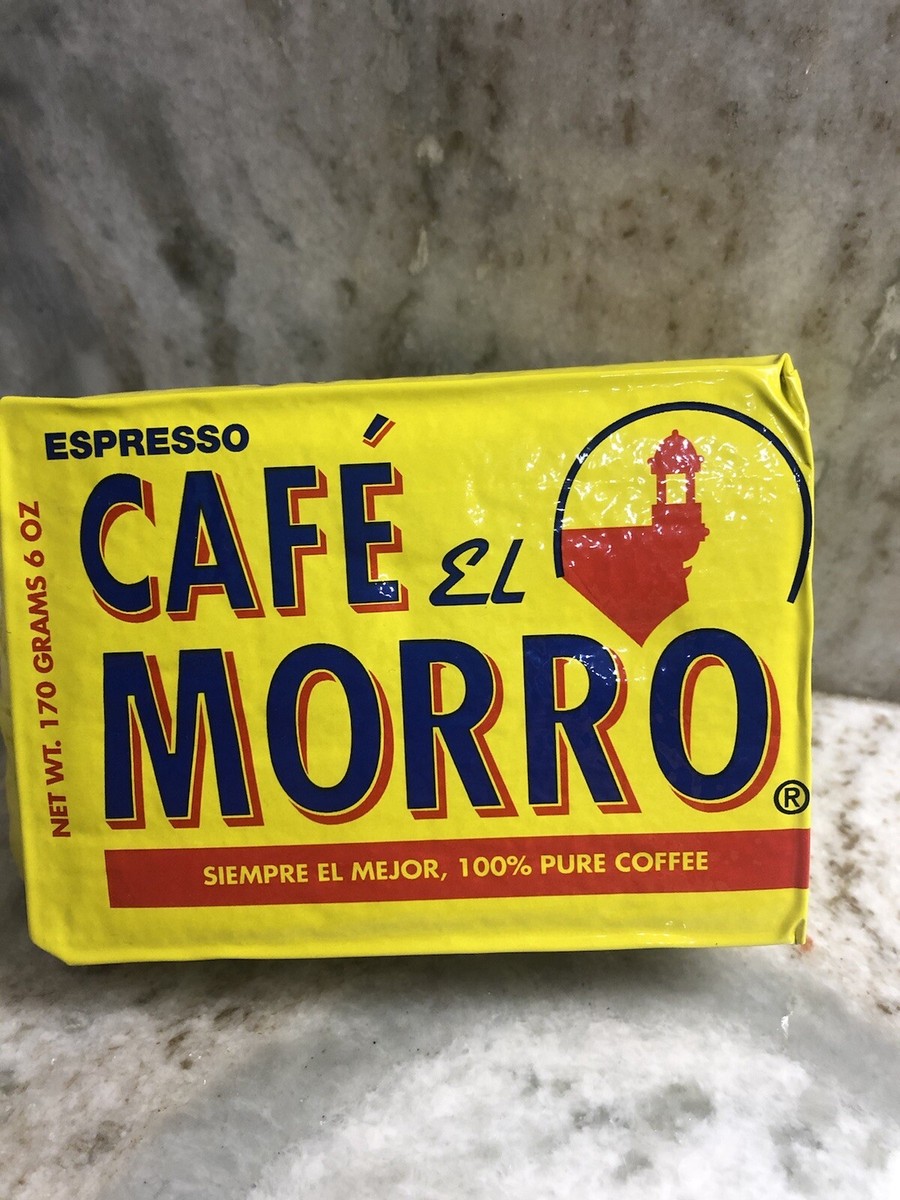 ESPRESSO
CAFÉ EL
MORRO®
NET WT. 170 GRAMS 6 OZ
SIEMPRE EL MEJOR, 100% PURE COFFEE